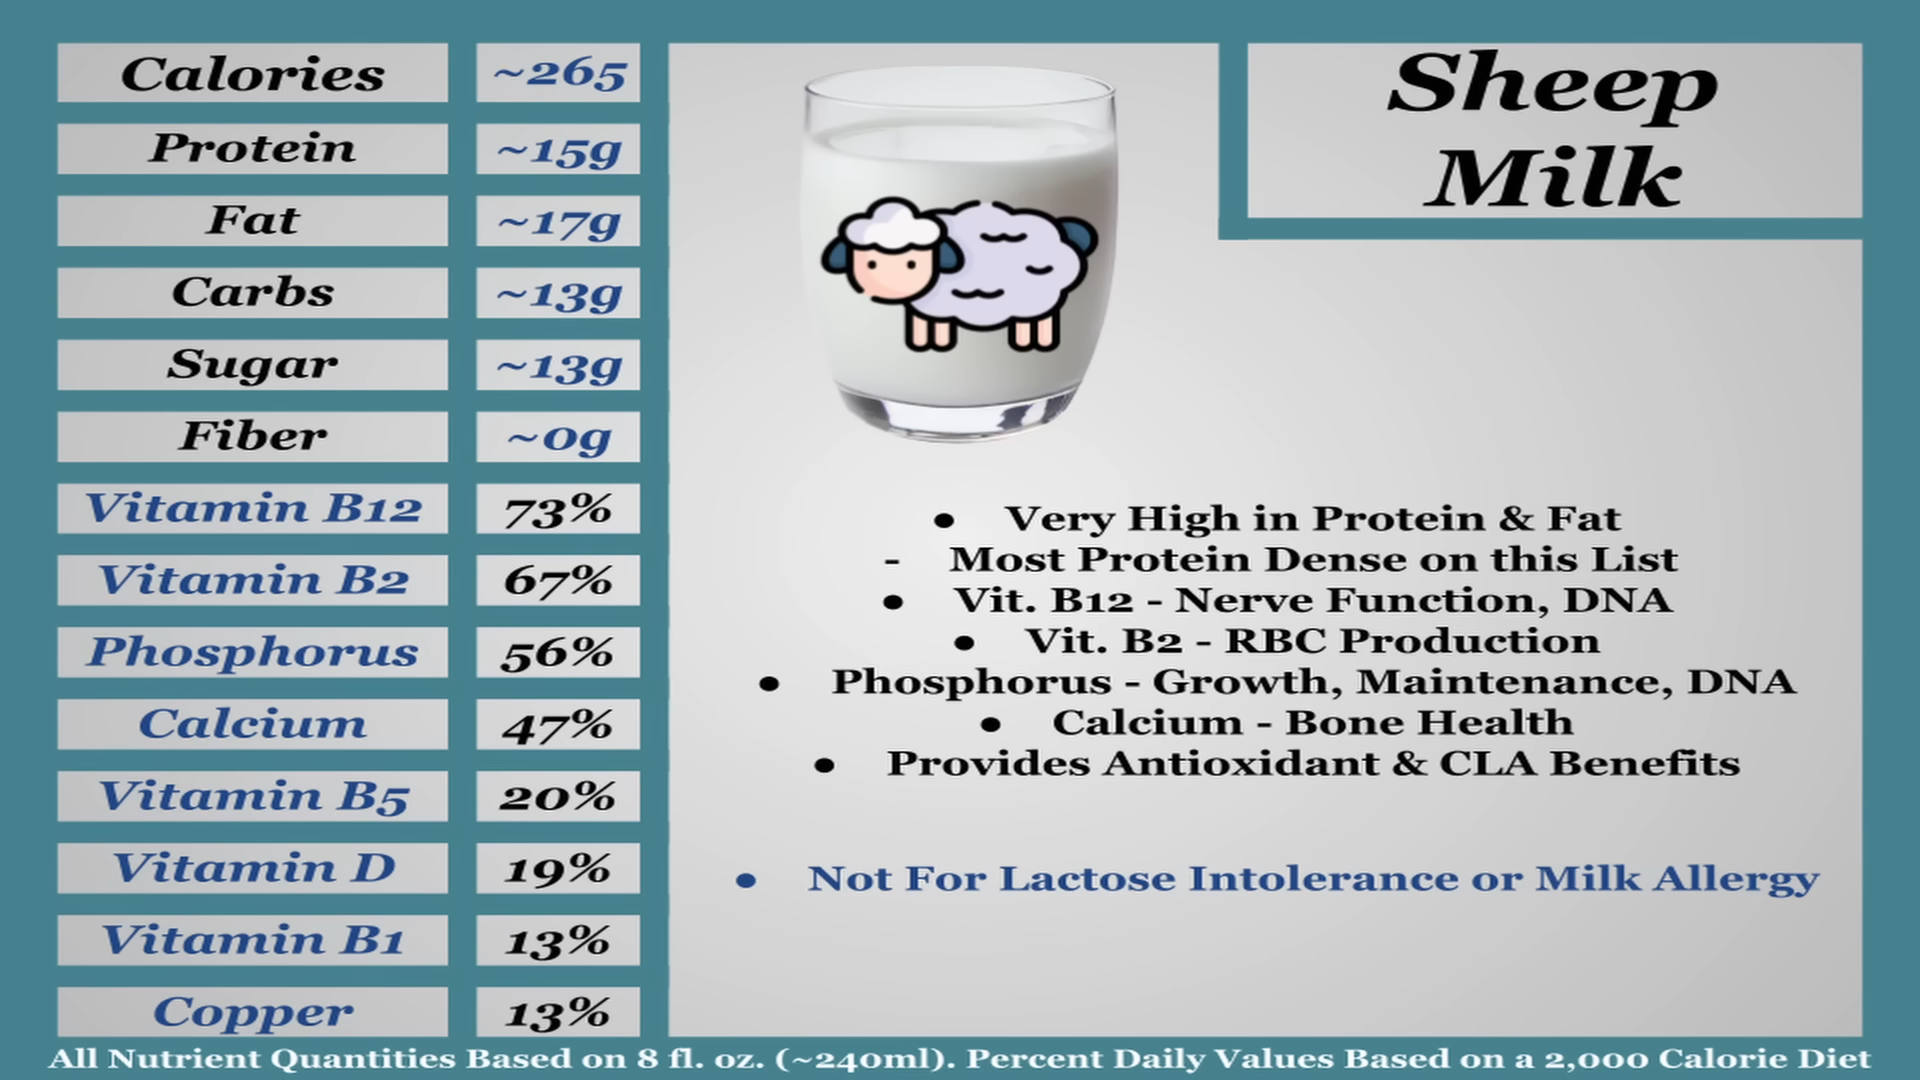 Calories ~265
Protein ~15g
Fat ~17g
Carbs ~13g
Sugar ~13g
Fiber ~0g
Vitamin B12 73%
Vitamin B2 67%
Phosphorus 56%
Calcium 47%
Vitamin B5 20%
Vitamin D 19%
Vitamin B1 13%
Copper 13%
Sheep
Milk
● Very High in Protein & Fat
- Most Protein Dense on this List
● Vit. B12 - Nerve Function, DNA
● Vit. B2 - RBC Production
● Phosphorus - Growth, Maintenance, DNA
● Calcium - Bone Health
● Provides Antioxidant & CLA Benefits
● Not For Lactose Intolerance or Milk Allergy
All Nutrient Quantities Based on 8 fl. oz. (~240ml). Percent Daily Values Based on a 2,000 Calorie Diet